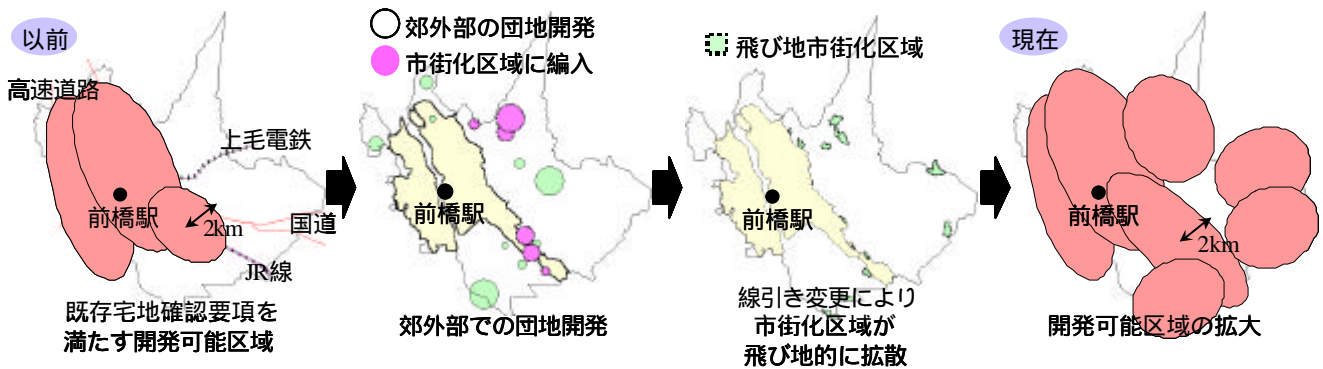 以前
高速道路
上毛電鉄
前橋駅
2km
国道
JR線
既存宅地確認要項を
満たす開発可能区域
郊外部の団地開発
市街化区域に編入
前橋駅
郊外部での団地開発
飛び地市街化区域
前橋駅
線引き変更により
市街化区域が
飛び地的に拡散
現在
前橋駅
2km
開発可能区域の拡大